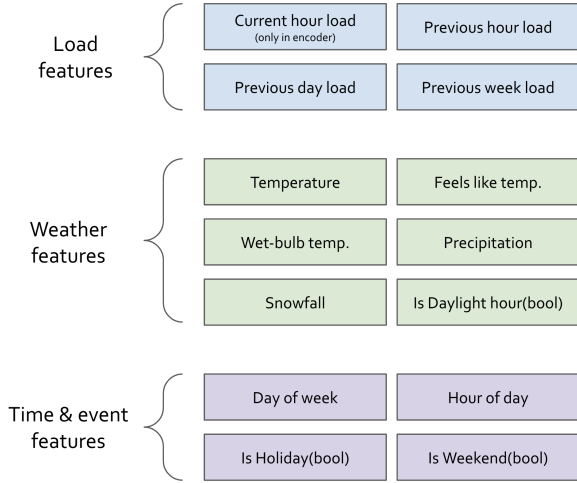 Load
features
Current hour load
(only in encoder)
Previous hour load
Previous day load
Previous week load
Weather
features
Temperature
Feels like temp.
Wet-bulb temp.
Precipitation
Snowfall
Is Daylight hour(bool)
Time & event
features
Day of week
Hour of day
Is Holiday(bool)
Is Weekend(bool)